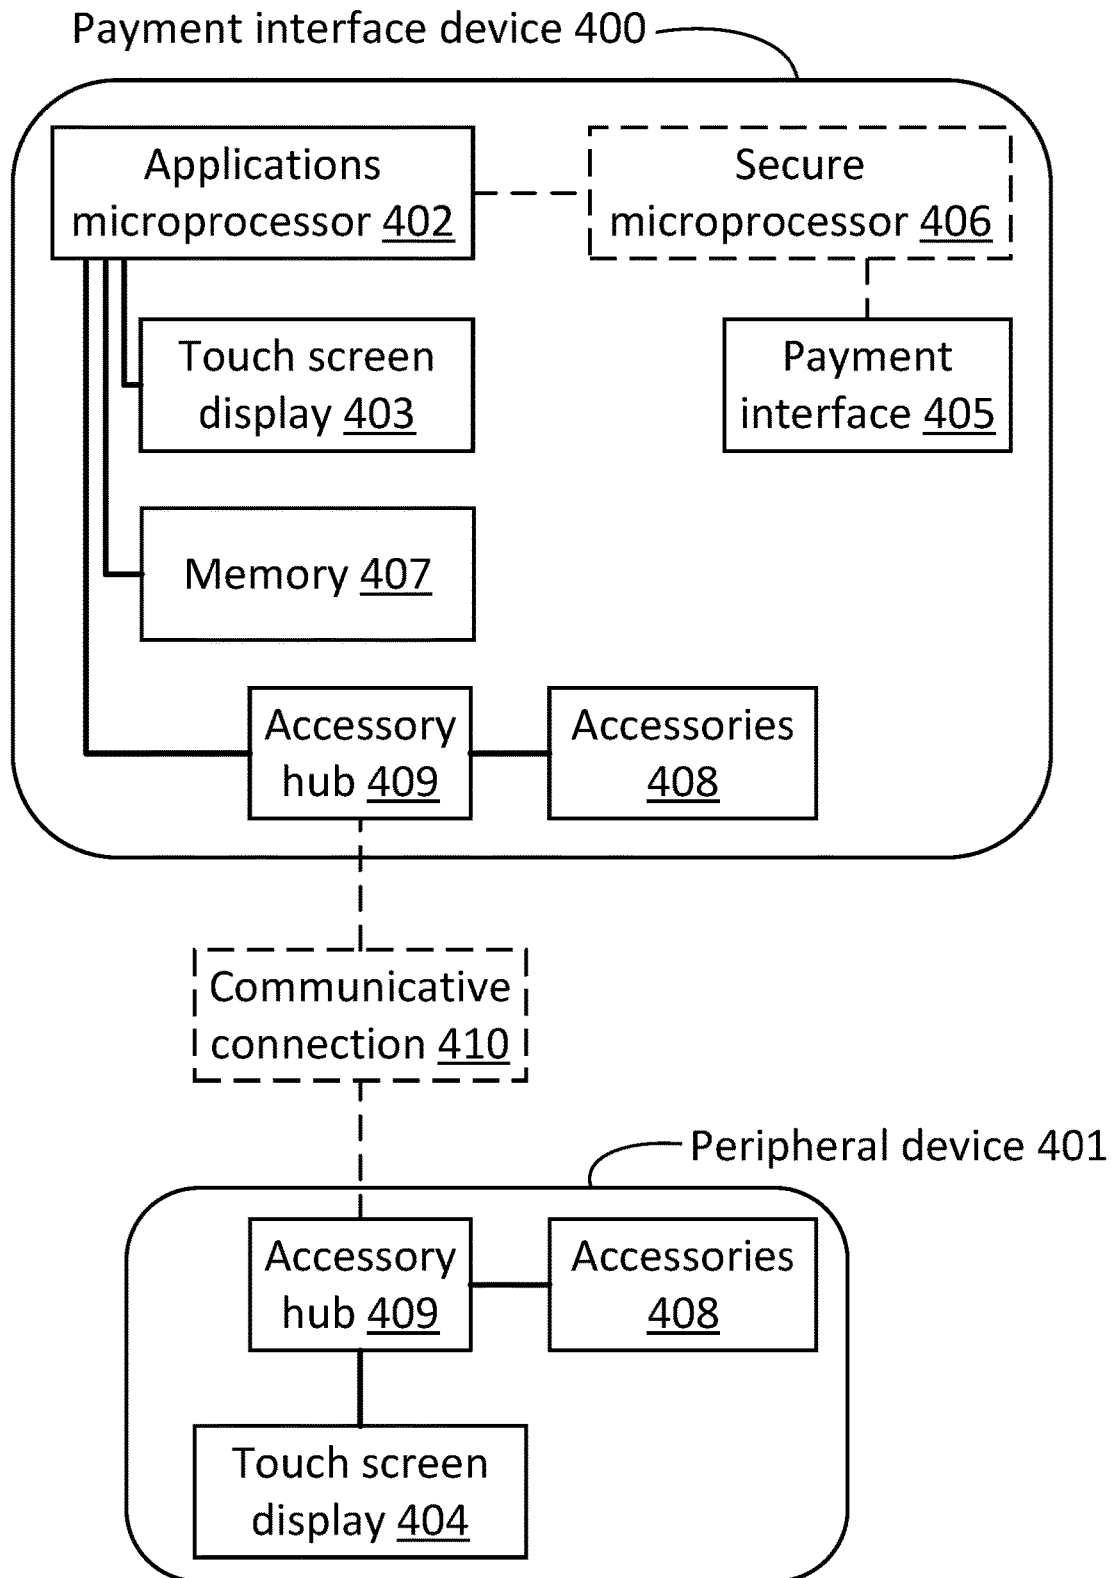 Payment interface device 400
Applications
microprocessor 402
Secure
microprocessor 406
Touch screen
display 403
Payment
interface 405
Memory 407
Accessory
hub 409
Accessories
408
Communicative
connection 410
Peripheral device 401
Accessory
hub 409
Accessories
408
Touch screen
display 404